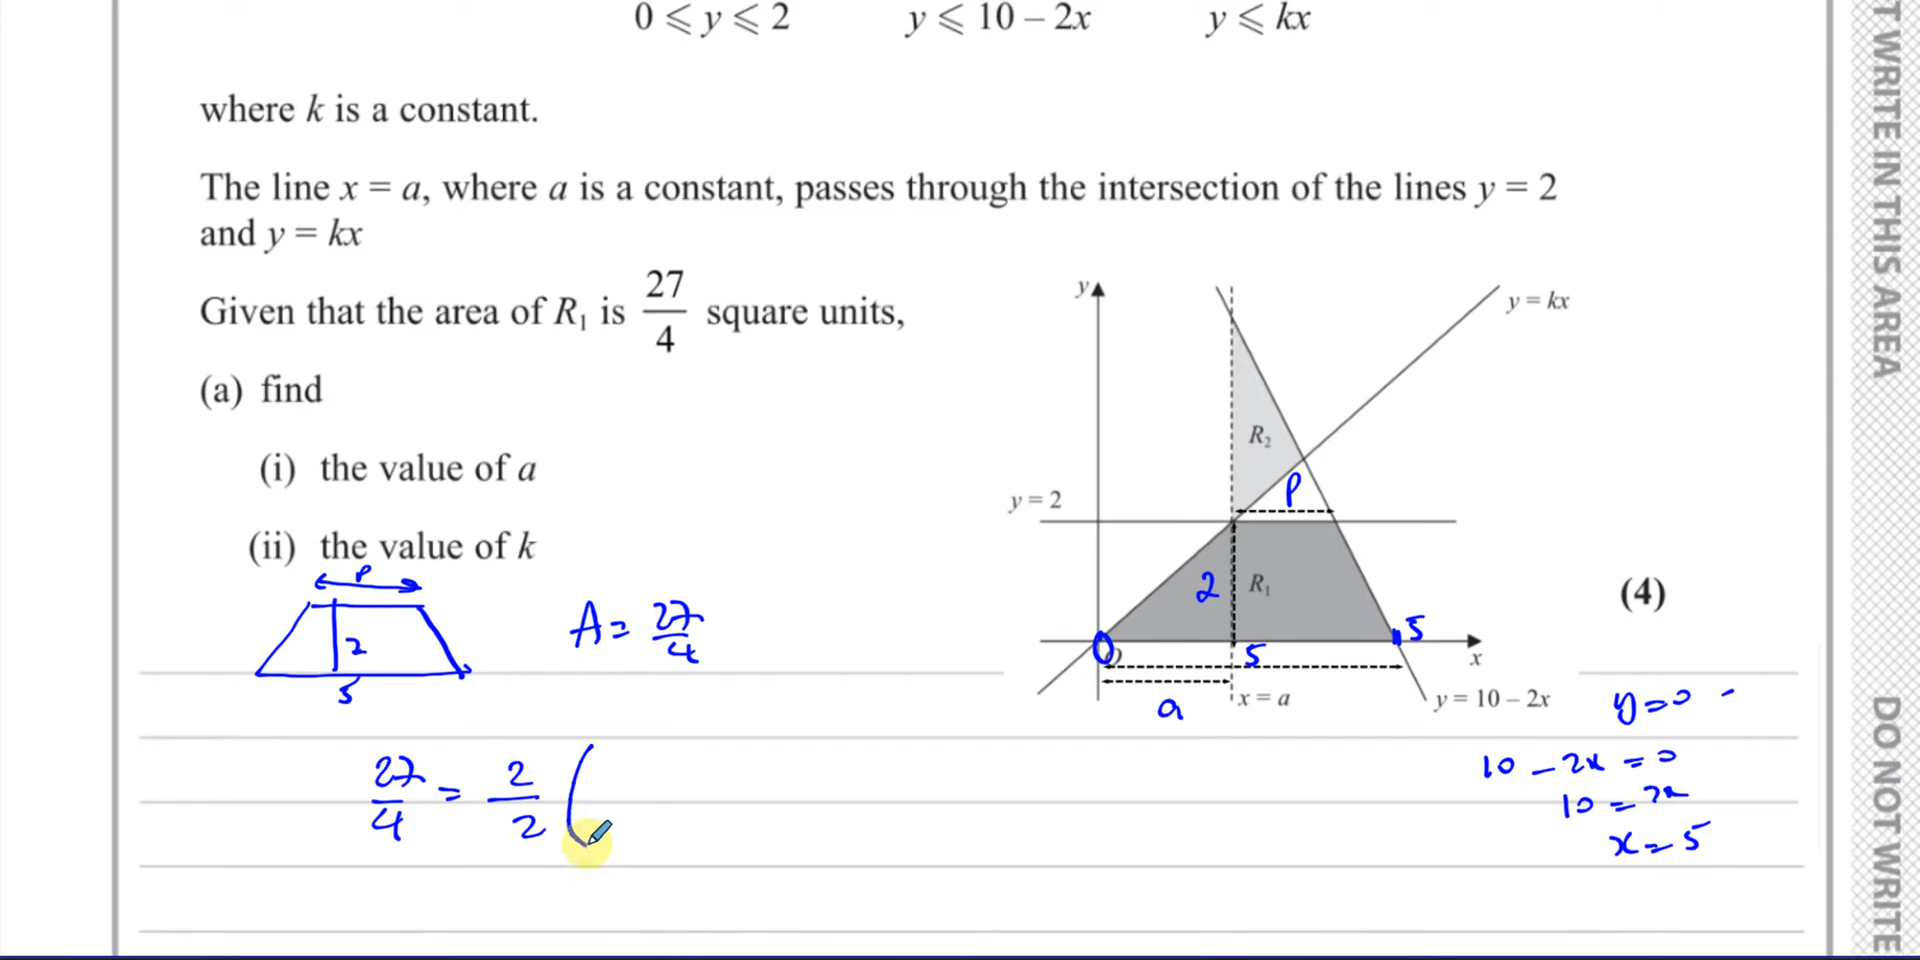 0 ⩽ y ⩽ 2 y ⩽ 10 – 2x y ⩽ kx
where k is a constant.
The line x = a, where a is a constant, passes through the intersection of the lines y = 2
and y = kx
Given that the area of R₁ is 27/4 square units,
(a) find
(i) the value of a
(ii) the value of k
(4)
y
y = kx
R₂
P
y = 2
2
R₁
O
5
5
x
a
x = a
y = 10 – 2x
P
2
5
A = 27/4
27/4 = 2/2 (
y = 0 -
10 - 2x = 0
10 = 2x
x = 5
T WRITE IN THIS AREA
DO NOT WRITE